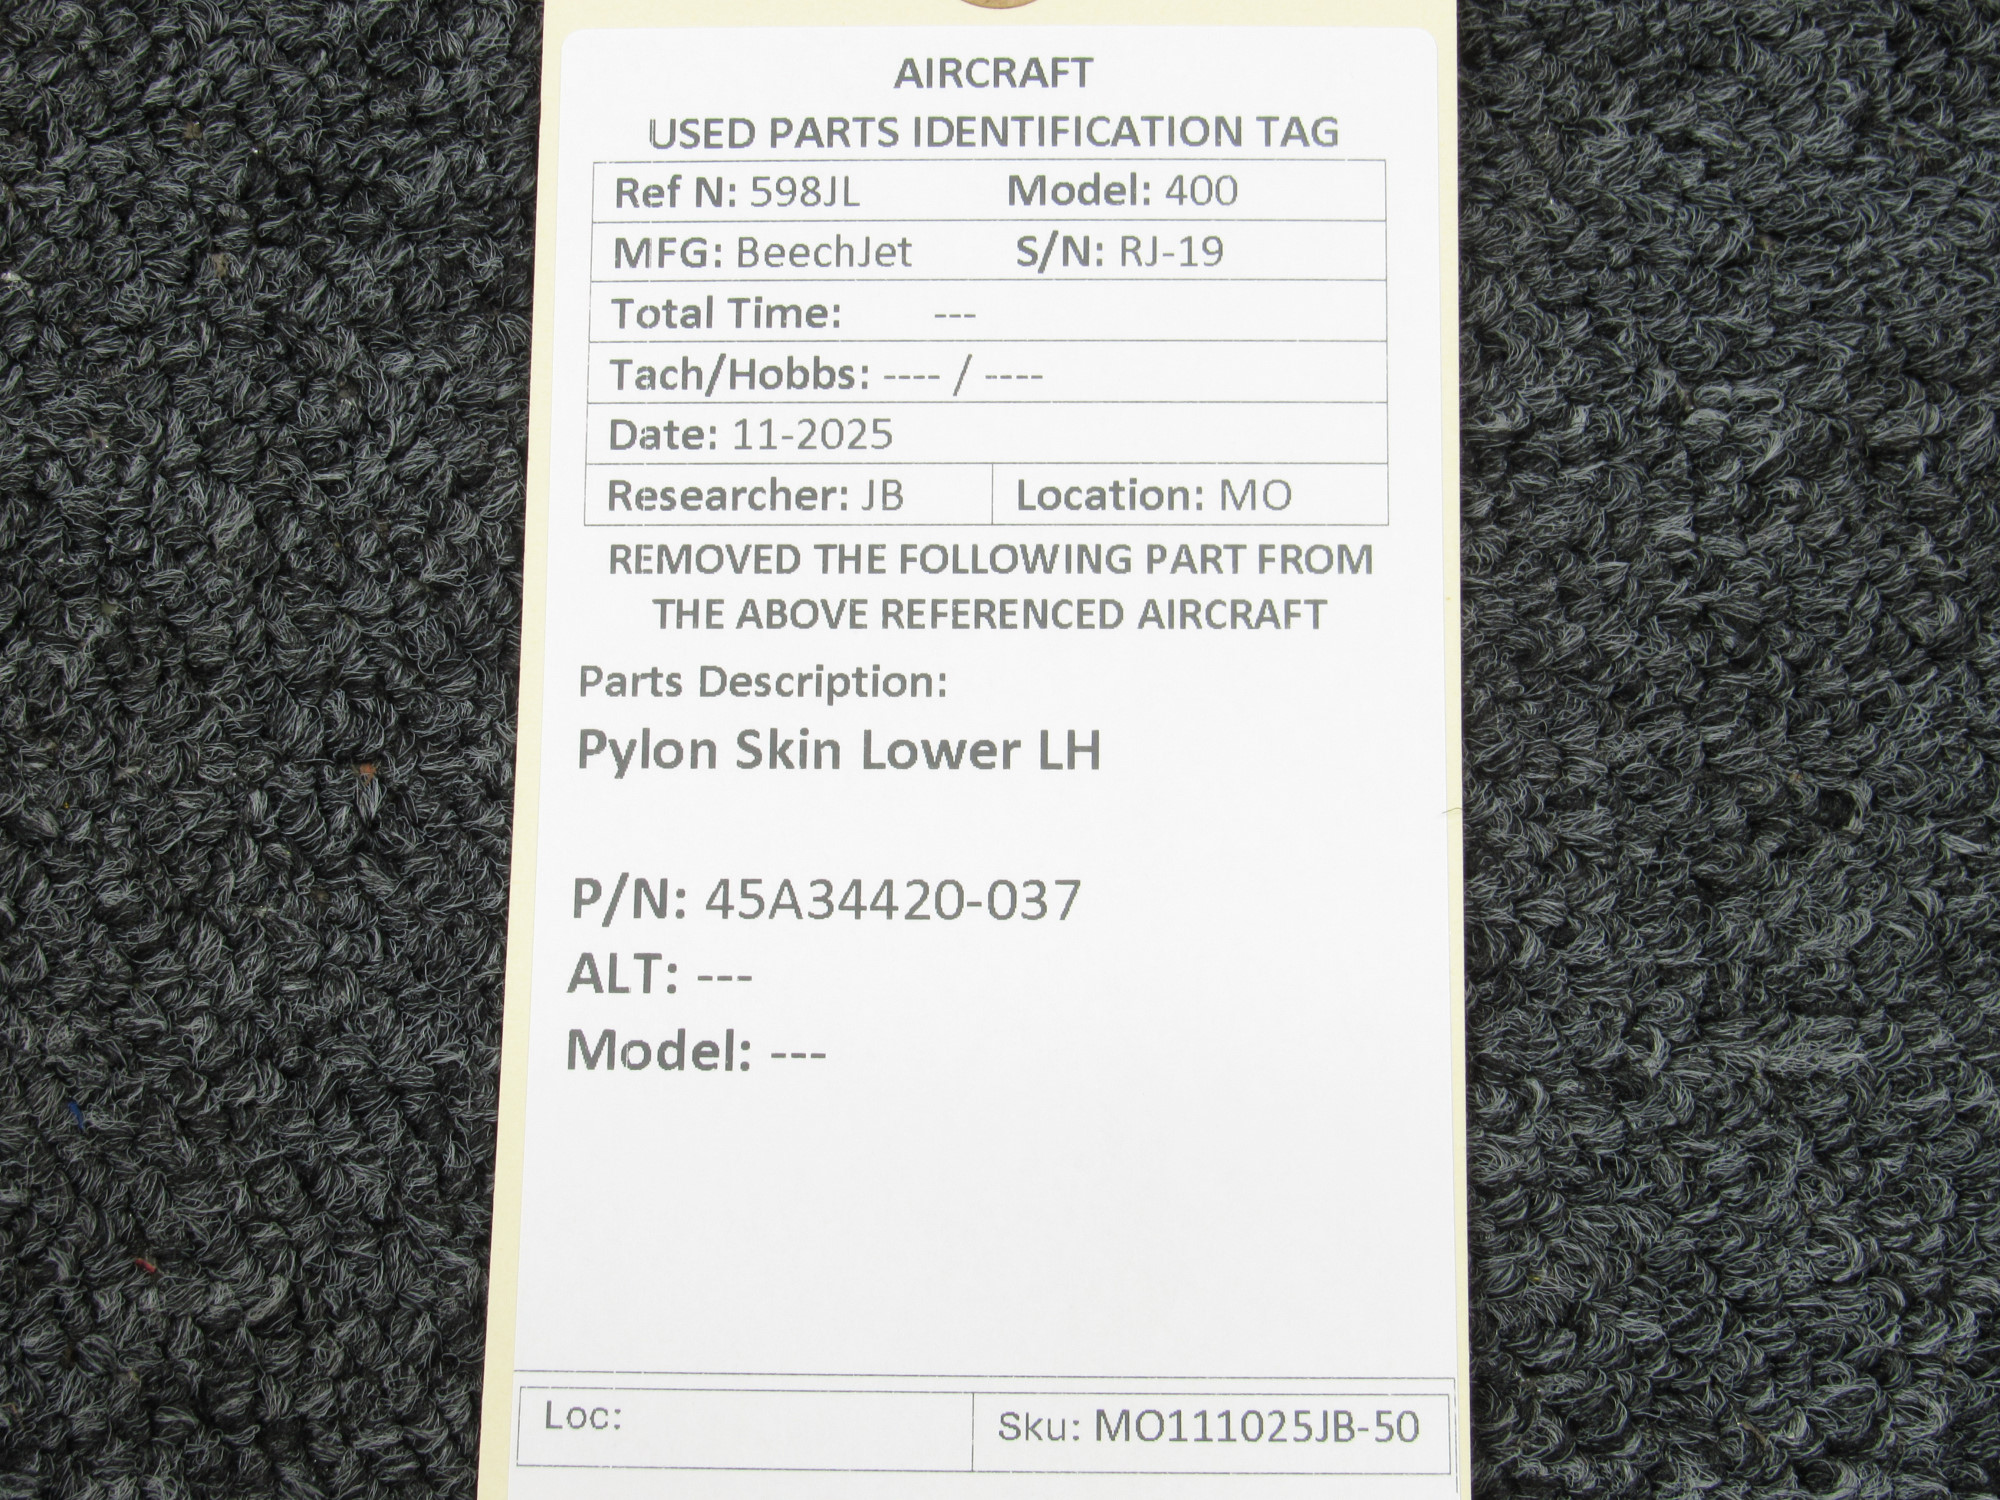 AIRCRAFT
USED PARTS IDENTIFICATION TAG
Ref N: 598JL Model: 400
MFG: BeechJet S/N: RJ-19
Total Time: ---
Tach/Hobbs: ---- / ----
Date: 11-2025
Researcher: JB Location: MO
REMOVED THE FOLLOWING PART FROM
THE ABOVE REFERENCED AIRCRAFT
Parts Description:
Pylon Skin Lower LH
P/N: 45A34420-037
ALT: ---
Model: ---
Loc: Sku: MO111025JB-50